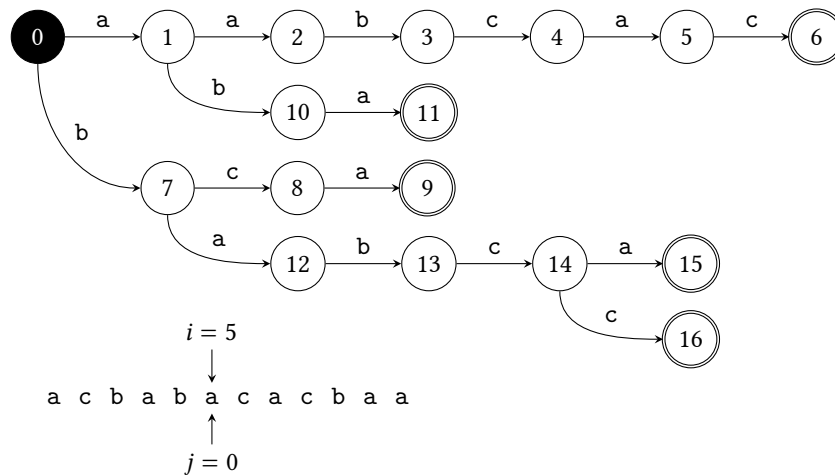 0 a 1 a 2 b 3 c 4 a 5 c 6
b 10 a 11
b
7 c 8 a 9
a 12 b 13 c 14 a 15
c 16
i = 5
a c b a b a c a c b a a
j = 0